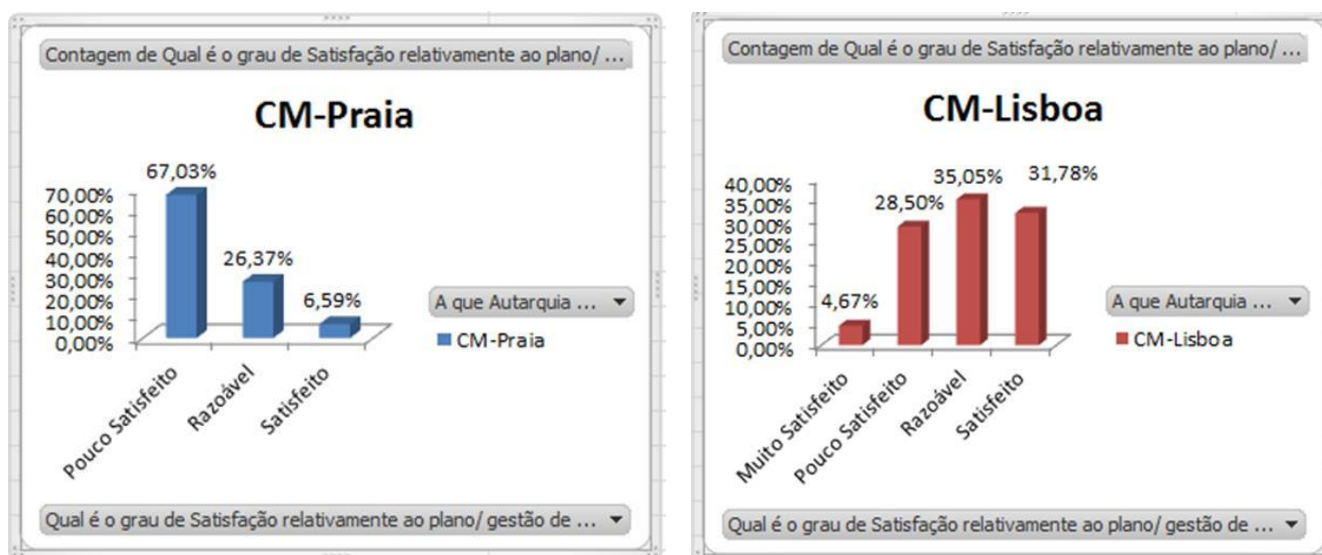 Contagem de Qual é o grau de Satisfação relativamente ao plano/ ...
CM-Praia
67,03%
26,37%
6,59%
70,00%
60,00%
50,00%
40,00%
30,00%
20,00%
10,00%
0,00%
Pouco Satisfeito
Razoável
Satisfeito
A que Autarquia ...
CM-Praia
Qual é o grau de Satisfação relativamente ao plano/ gestão de ...
Contagem de Qual é o grau de Satisfação relativamente ao plano/ ...
CM-Lisboa
4,67%
28,50%
35,05%
31,78%
40,00%
35,00%
30,00%
25,00%
20,00%
15,00%
10,00%
5,00%
0,00%
Muito Satisfeito
Pouco Satisfeito
Razoável
Satisfeito
A que Autarquia ...
CM-Lisboa
Qual é o grau de Satisfação relativamente ao plano/ gestão de ...